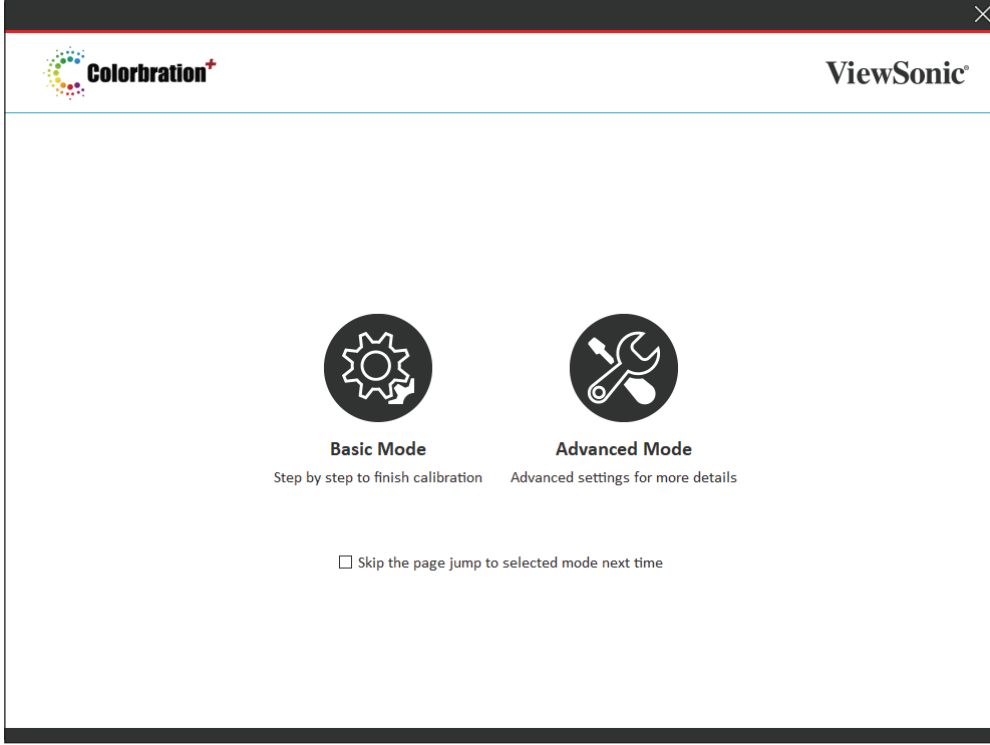 Colorbration+
ViewSonic®
Basic Mode
Advanced Mode
Step by step to finish calibration
Advanced settings for more details
Skip the page jump to selected mode next time